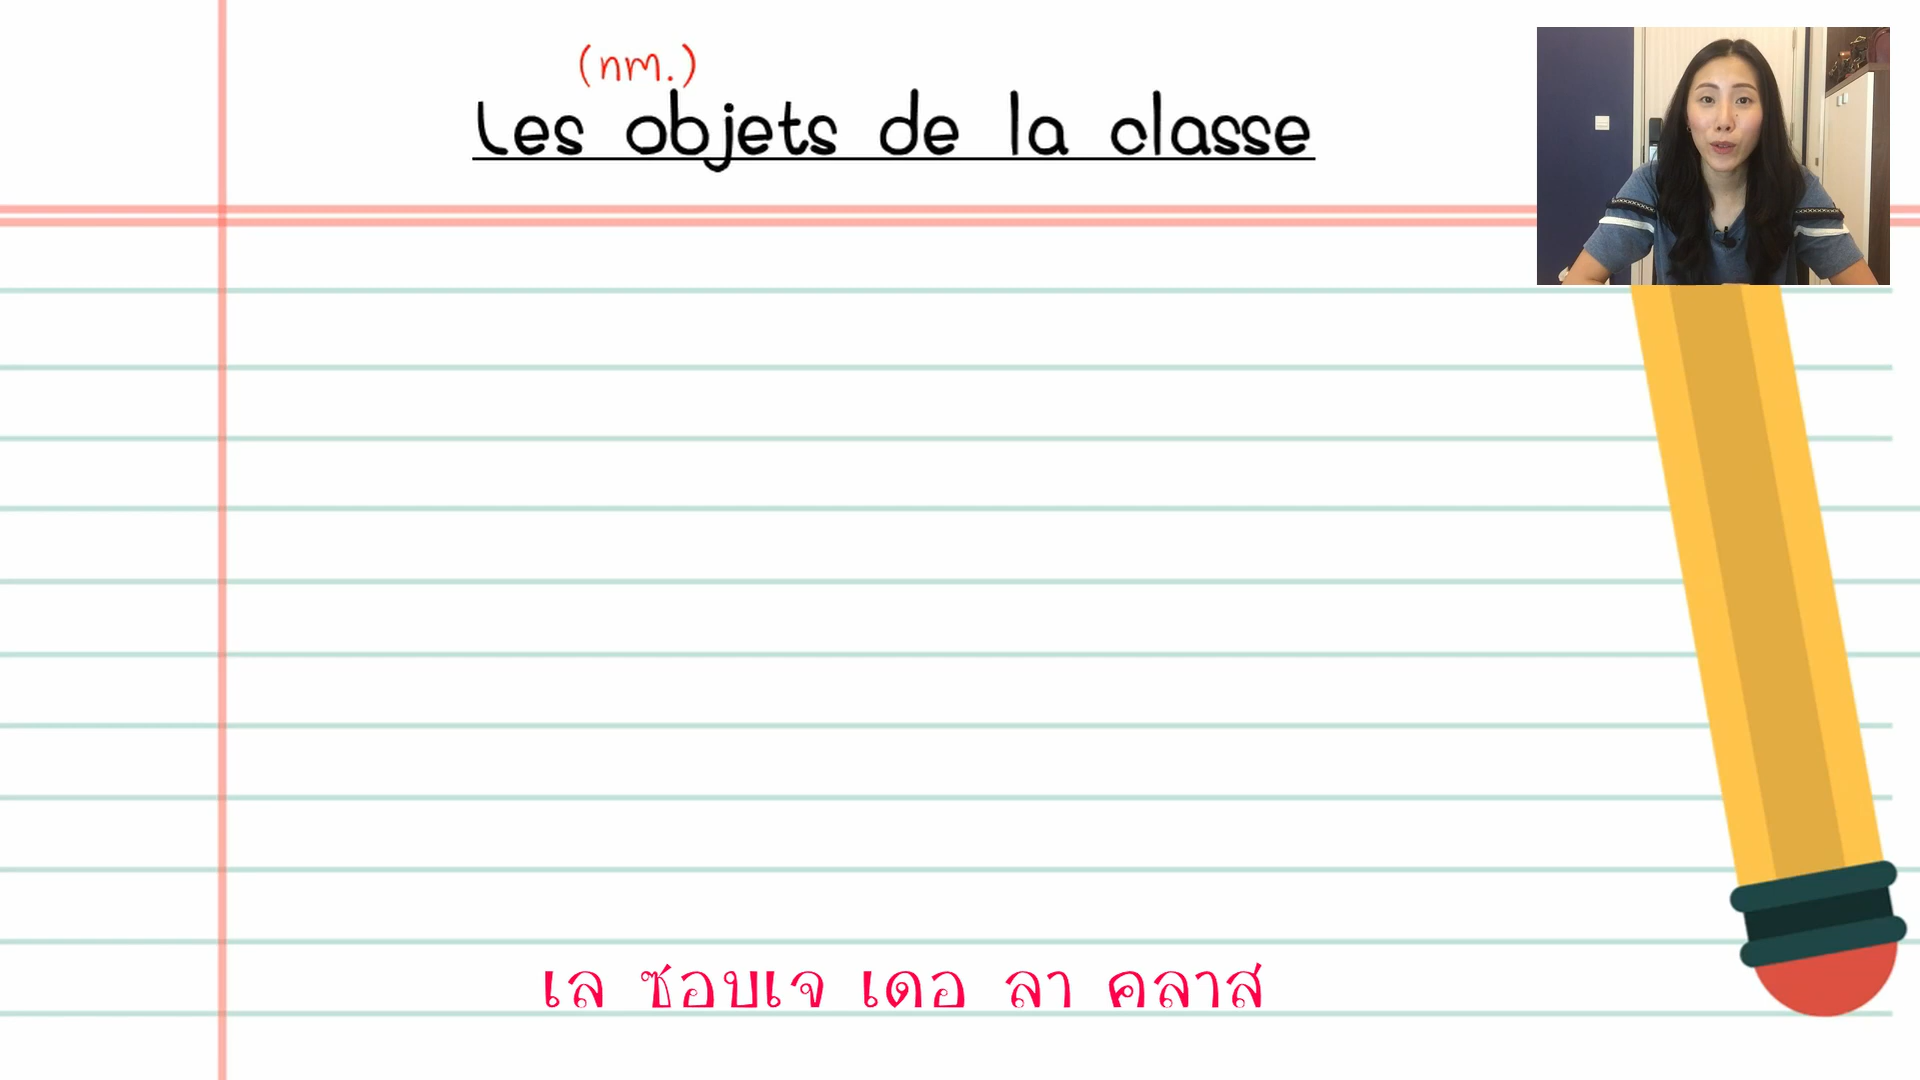 (nm.)
Les objets de la classe
เล ซอบเจ เดอ ลา คลาส